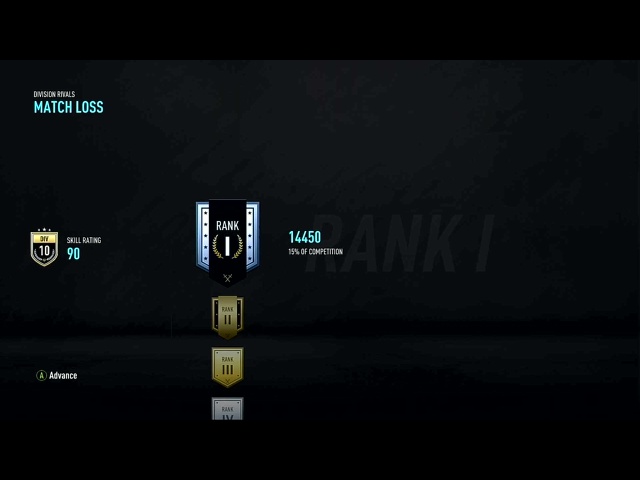 DIVISION RIVALS
MATCH LOSS
DIV
10
SKILL RATING
90
RANK
I
14450
15% OF COMPETITION
RANK I
RANK
II
RANK
III
RANK
IV
A Advance